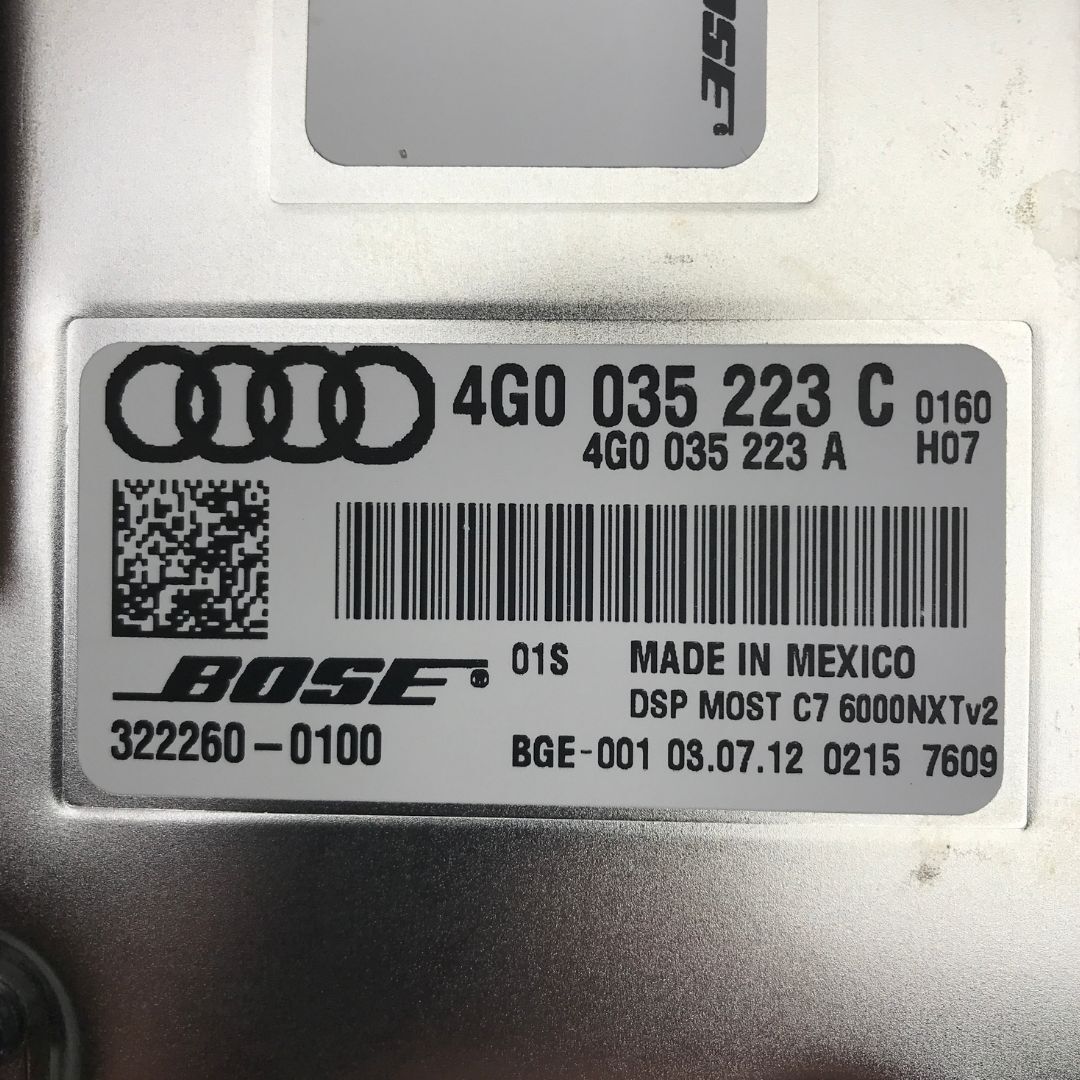 OSE
4G0 035 223 C 0160
4G0 035 223 A H07
BOSE® 01S MADE IN MEXICO
DSP MOST C7 6000NXTv2
322260-0100 BGE-001 03.07.12 0215 7609